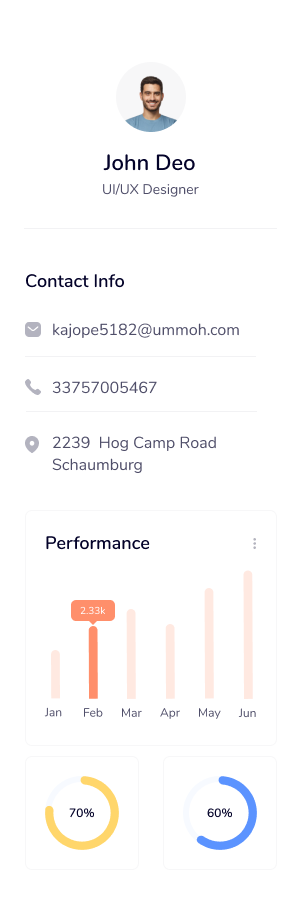 John Deo
UI/UX Designer
Contact Info
kajope5182@ummoh.com
33757005467
2239  Hog Camp Road
Schaumburg
Performance
2.33k
Jan Feb Mar Apr May Jun
70% 60%